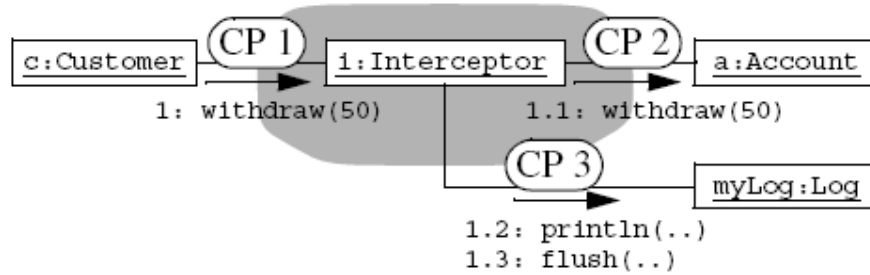 CP 1
CP 2
c:Customer
i:Interceptor
a:Account
1: withdraw(50)
1.1: withdraw(50)
CP 3
myLog:Log
1.2: println(..)
1.3: flush(..)